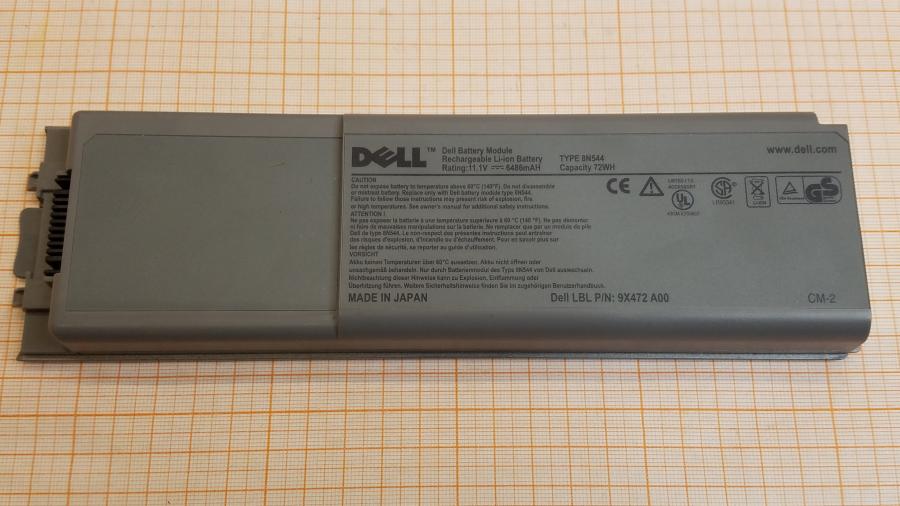 DELL™
Dell Battery Module
Rechargeable Li-ion Battery
Rating:11.1V ⎓ 6486mAH
TYPE 8N544
Capacity 72WH
www.dell.com
CAUTION
Do not expose battery to temperature above 60°C (140°F). Do not disassemble
or mistreat battery. Replace only with Dell battery module type 8N544.
Failure to follow those instructions may present risk of explosion, fire
or high temperatures. See owner's manual for additional safety instructions.
ATTENTION !
Ne pas exposer la batterie à une température supérieure à 60 °C (140 °F). Ne pas démonter
ni faire de mauvaises manipulations sur la batterie. Ne remplacer que par un module de pile
Dell de type 8N544. Le non-respect des présentes instructions peut entraîner
des risques d'explosion, d'incendie ou d'échauffement. Pour en savoir plus sur
les règles de sécurité, se reporter au guide d'utilisation.
VORSICHT
Akku keinen Temperaturen über 60°C aussetzen. Akku nicht öffnen oder
unsachgemäß behandeln. Nur durch Batteriemodul des Typs 8N544 von Dell auswechseln.
Nichtbeachtung dieser Hinweise kann zu Explosion, Entflammung oder
Überhitzung führen. Weitere Sicherheitshinweise finden Sie im zugehörigen Benutzerhandbuch.
CE
UL
GS
MADE IN JAPAN
Dell LBL P/N: 9X472 A00
CM-2